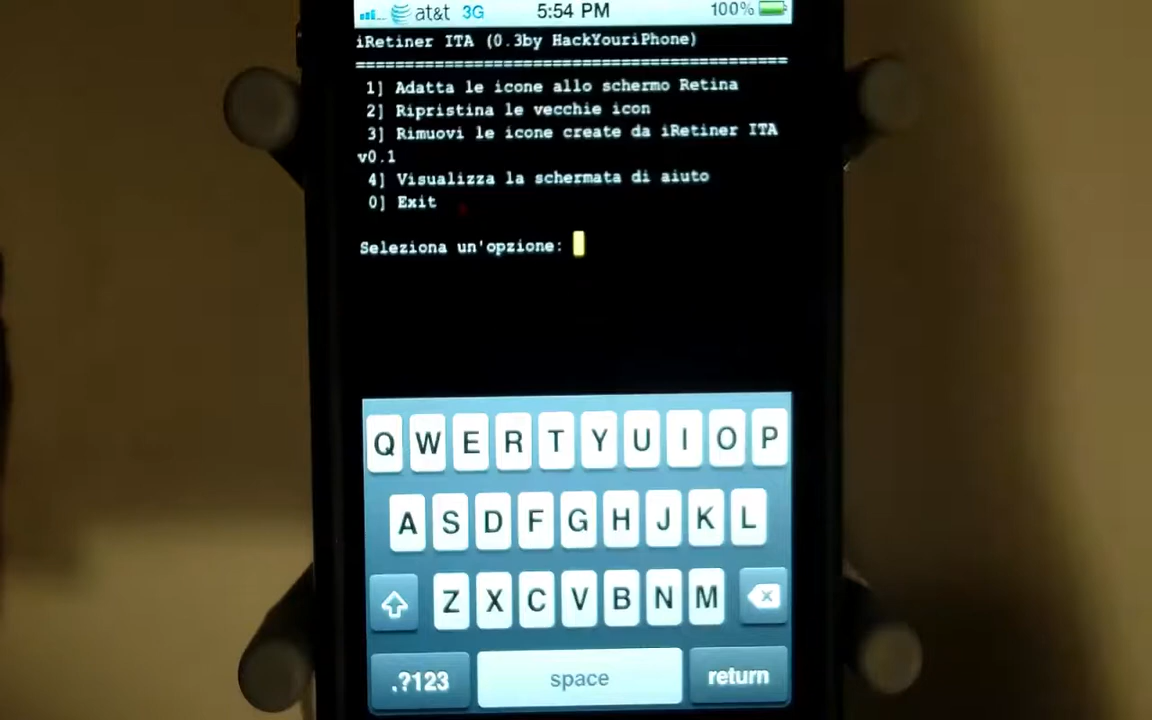 at&t 3G 5:54 PM 100%
iRetiner ITA (0.3by HackYouriPhone)
============================================
1] Adatta le icone allo schermo Retina
2] Ripristina le vecchie icon
3] Rimuovi le icone create da iRetiner ITA
v0.1
4] Visualizza la schermata di aiuto
0] Exit
Seleziona un'opzione:
Q W E R T Y U I O P
A S D F G H J K L
Z X C V B N M
.?123 space return